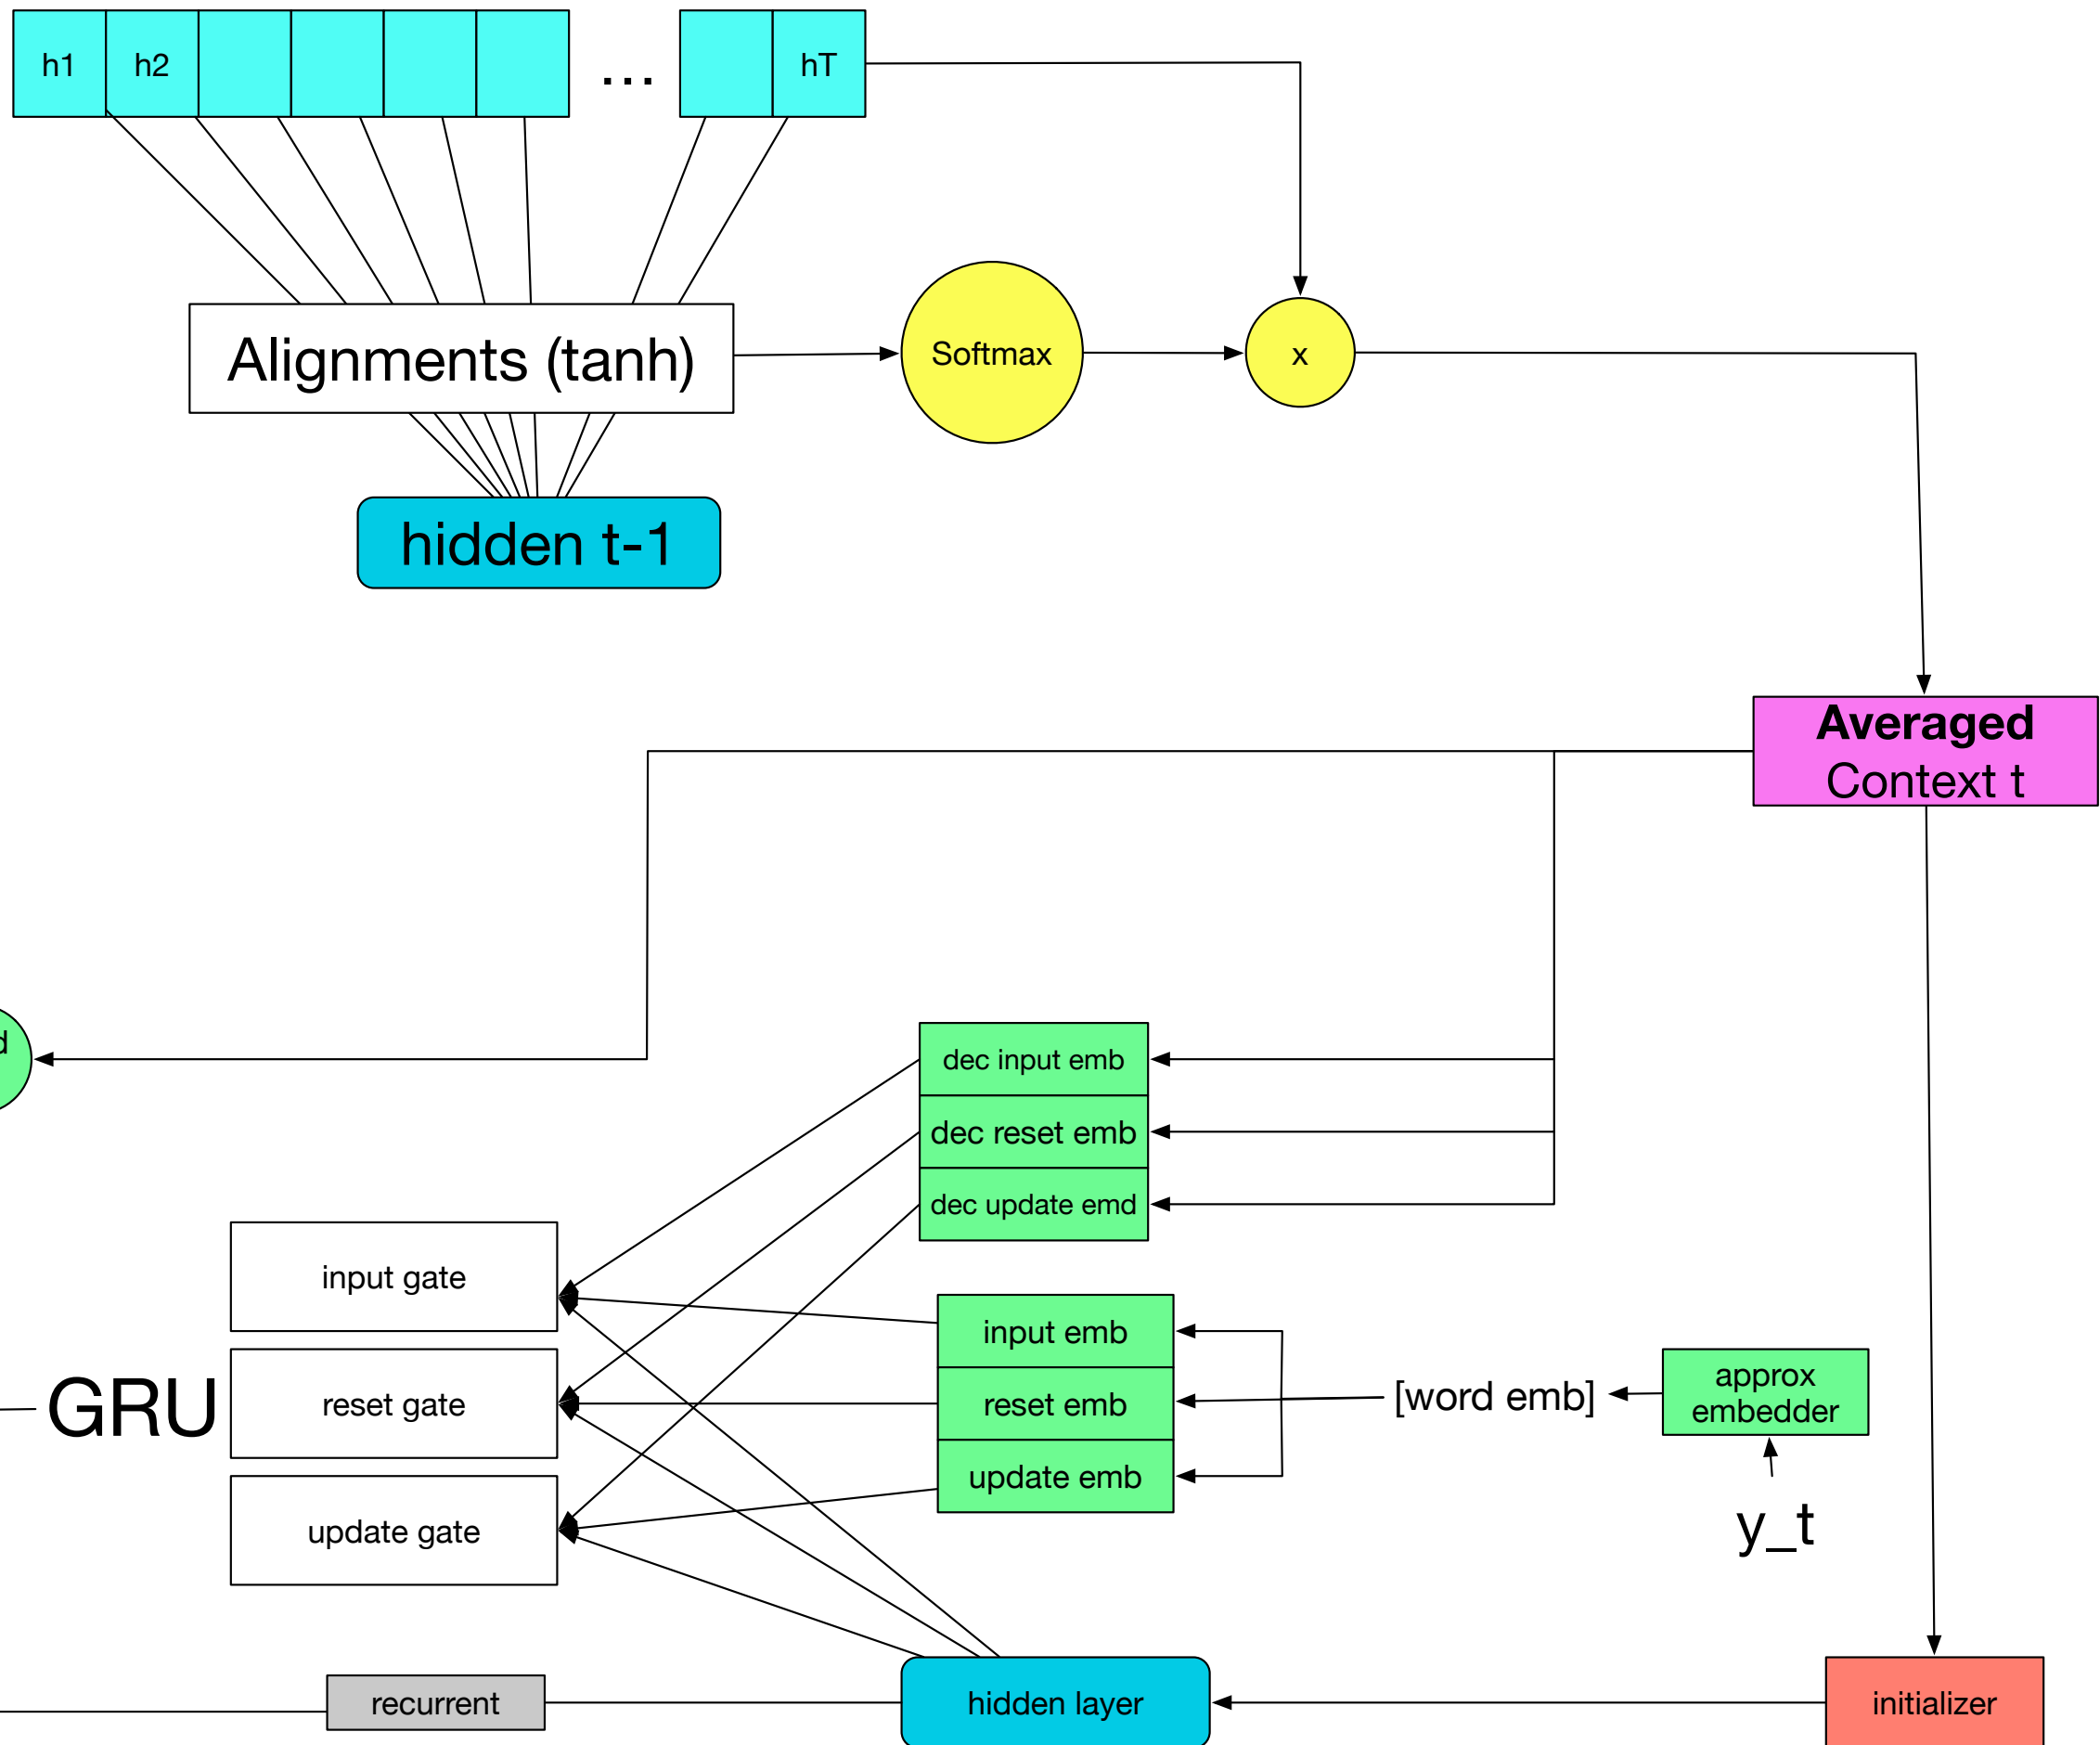 h1
h2
...
hT
Alignments (tanh)
Softmax
x
hidden t-1
Averaged
Context t
d
dec input emb
dec reset emb
dec update emd
input gate
input emb
GRU
reset gate
reset emb
[word emb]
approx
embedder
update gate
update emb
y_t
recurrent
hidden layer
initializer